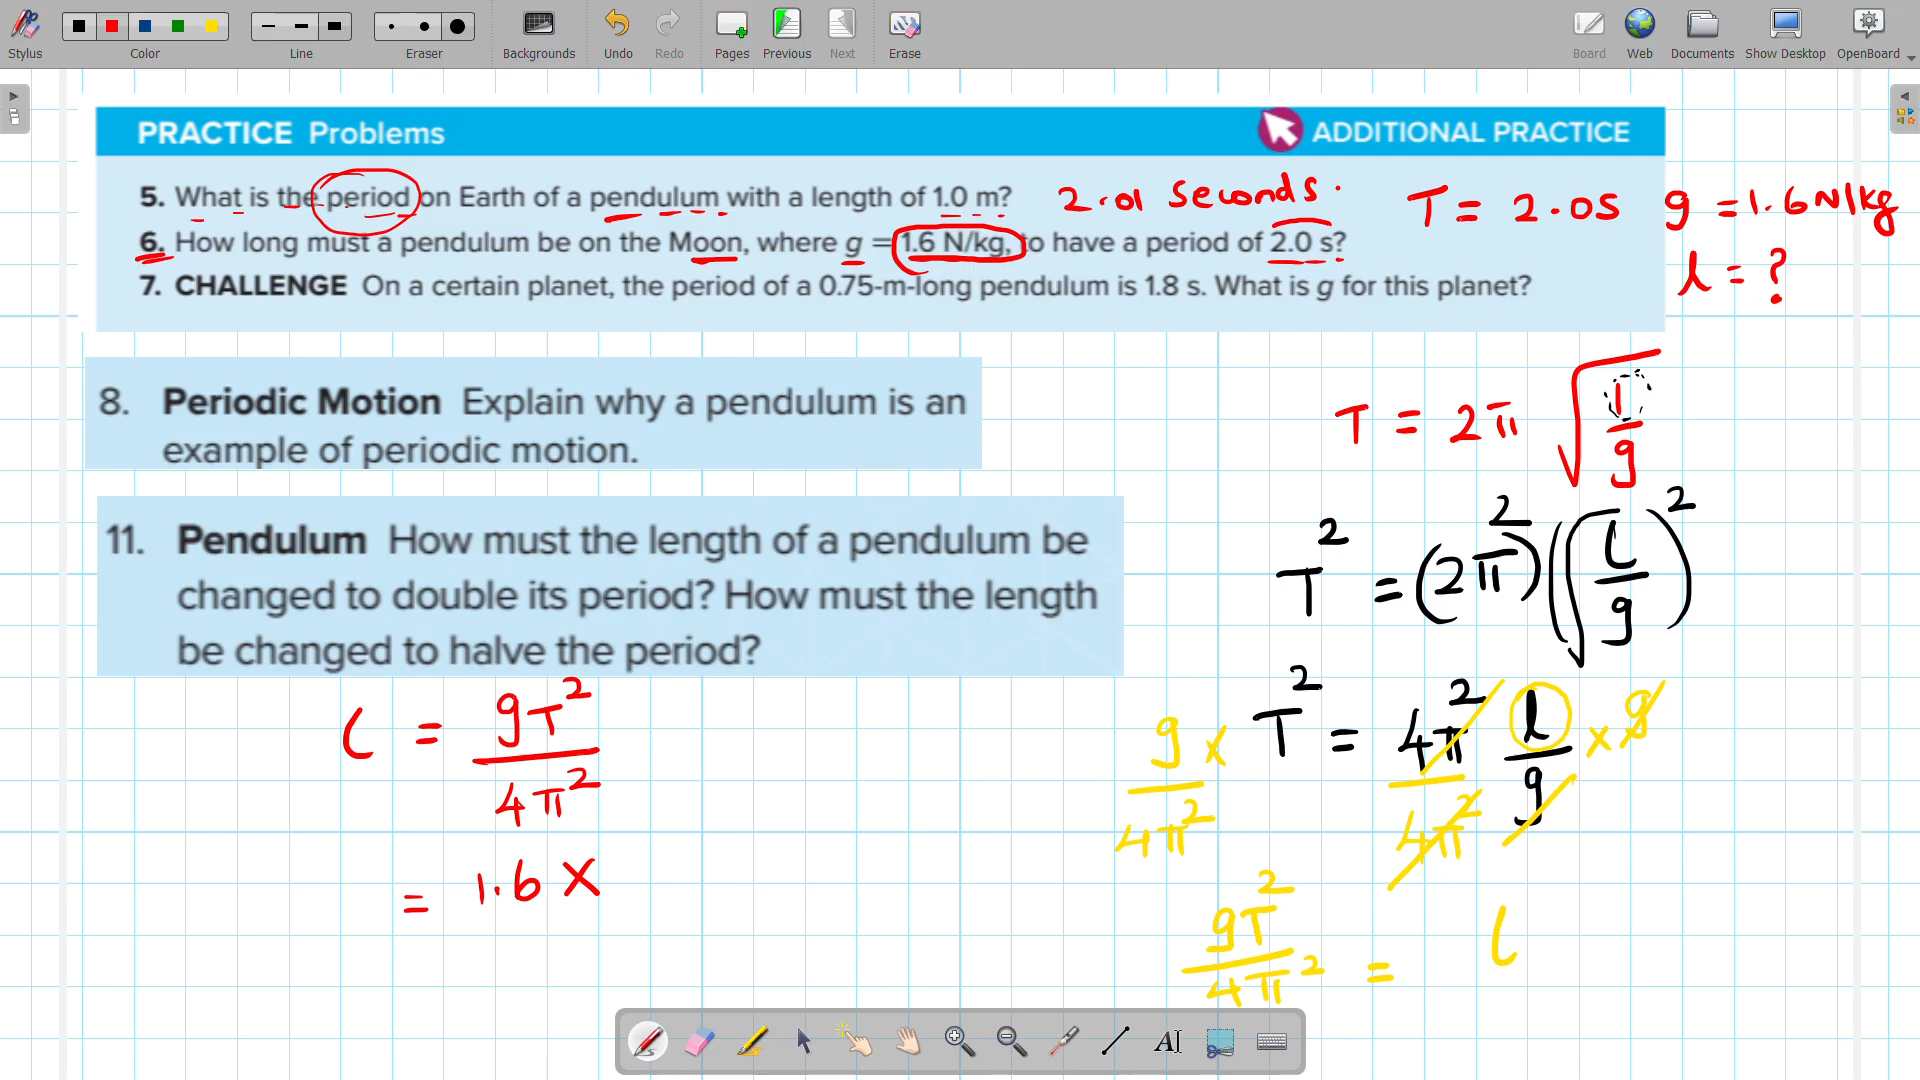 Stylus Color Line Eraser Backgrounds Undo Redo Pages Previous Next Erase Board Web Documents Show Desktop OpenBoard
PRACTICE Problems ADDITIONAL PRACTICE
5. What is the period on Earth of a pendulum with a length of 1.0 m? 2.01 seconds.
T = 2.0s g = 1.6 N/kg
6. How long must a pendulum be on the Moon, where g = 1.6 N/kg, to have a period of 2.0 s?
l = ?
7. CHALLENGE On a certain planet, the period of a 0.75-m-long pendulum is 1.8 s. What is g for this planet?
8. Periodic Motion Explain why a pendulum is an
example of periodic motion.
11. Pendulum How must the length of a pendulum be
changed to double its period? How must the length
be changed to halve the period?
T = 2π √(l/g)
T² = (2π)² (√(l/g))²
g/4π² × T² = 4π²/4π² l/g × g
gT²/4π² = l
l = gT²/4π²
= 1.6 ×